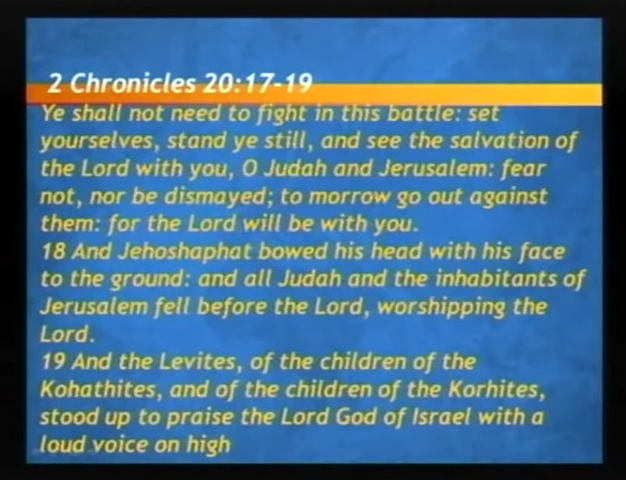 2 Chronicles 20:17-19
Ye shall not need to fight in this battle: set
yourselves, stand ye still, and see the salvation of
the Lord with you, O Judah and Jerusalem: fear
not, nor be dismayed; to morrow go out against
them: for the Lord will be with you.
18 And Jehoshaphat bowed his head with his face
to the ground: and all Judah and the inhabitants of
Jerusalem fell before the Lord, worshipping the
Lord.
19 And the Levites, of the children of the
Kohathites, and of the children of the Korhites,
stood up to praise the Lord God of Israel with a
loud voice on high